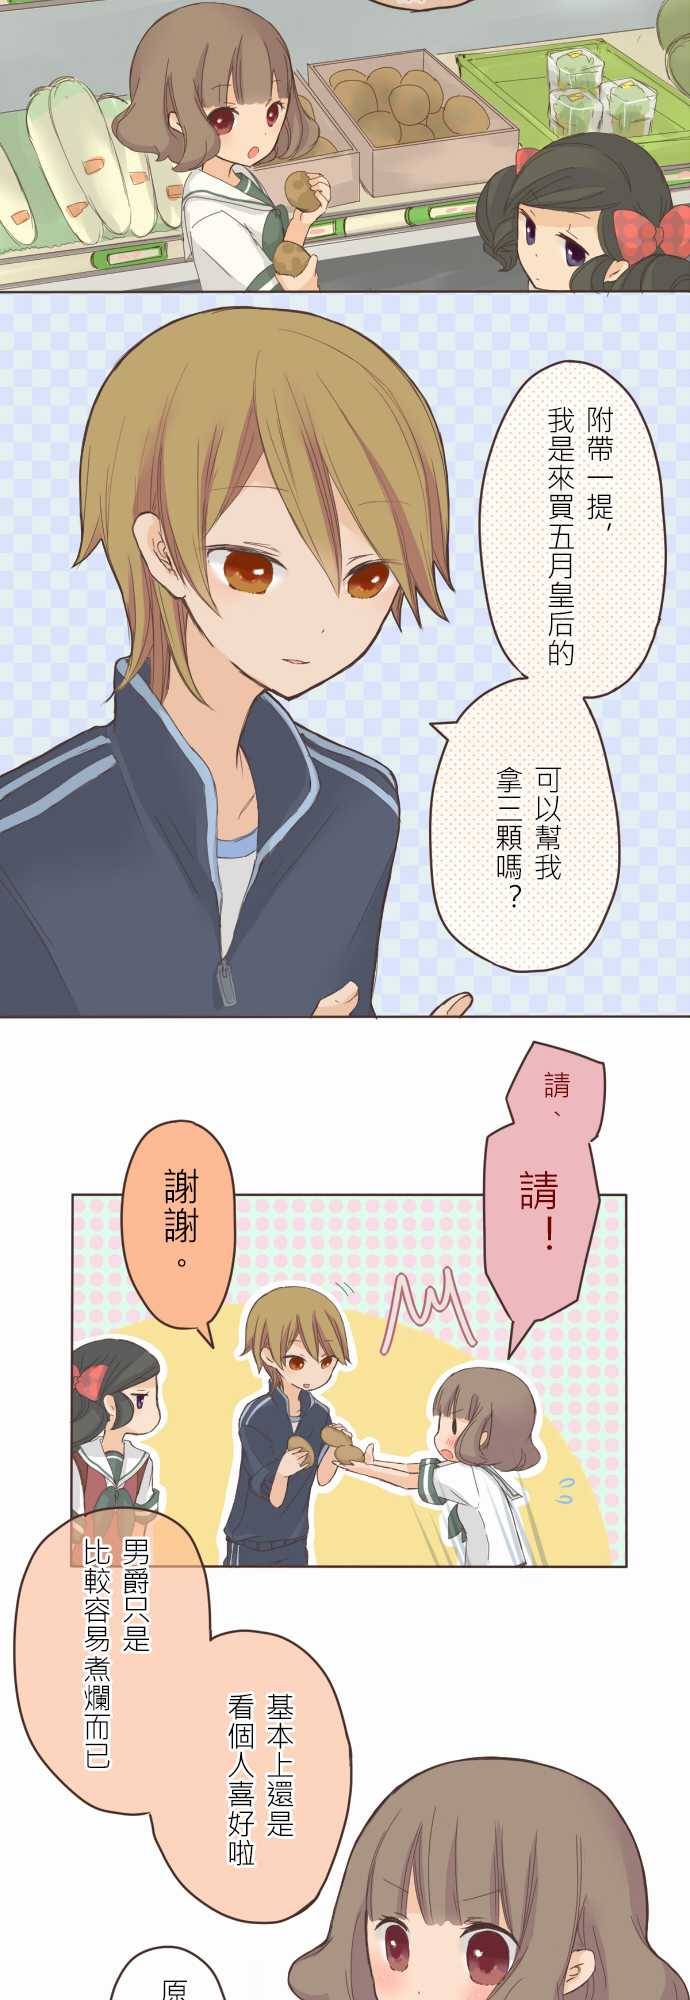 附帶一提，
我是來買五月皇后的
可以幫我
拿三顆嗎？
請、
請！
謝謝。
男爵只是
比較容易煮爛而已
基本上還是
看個人喜好啦
原